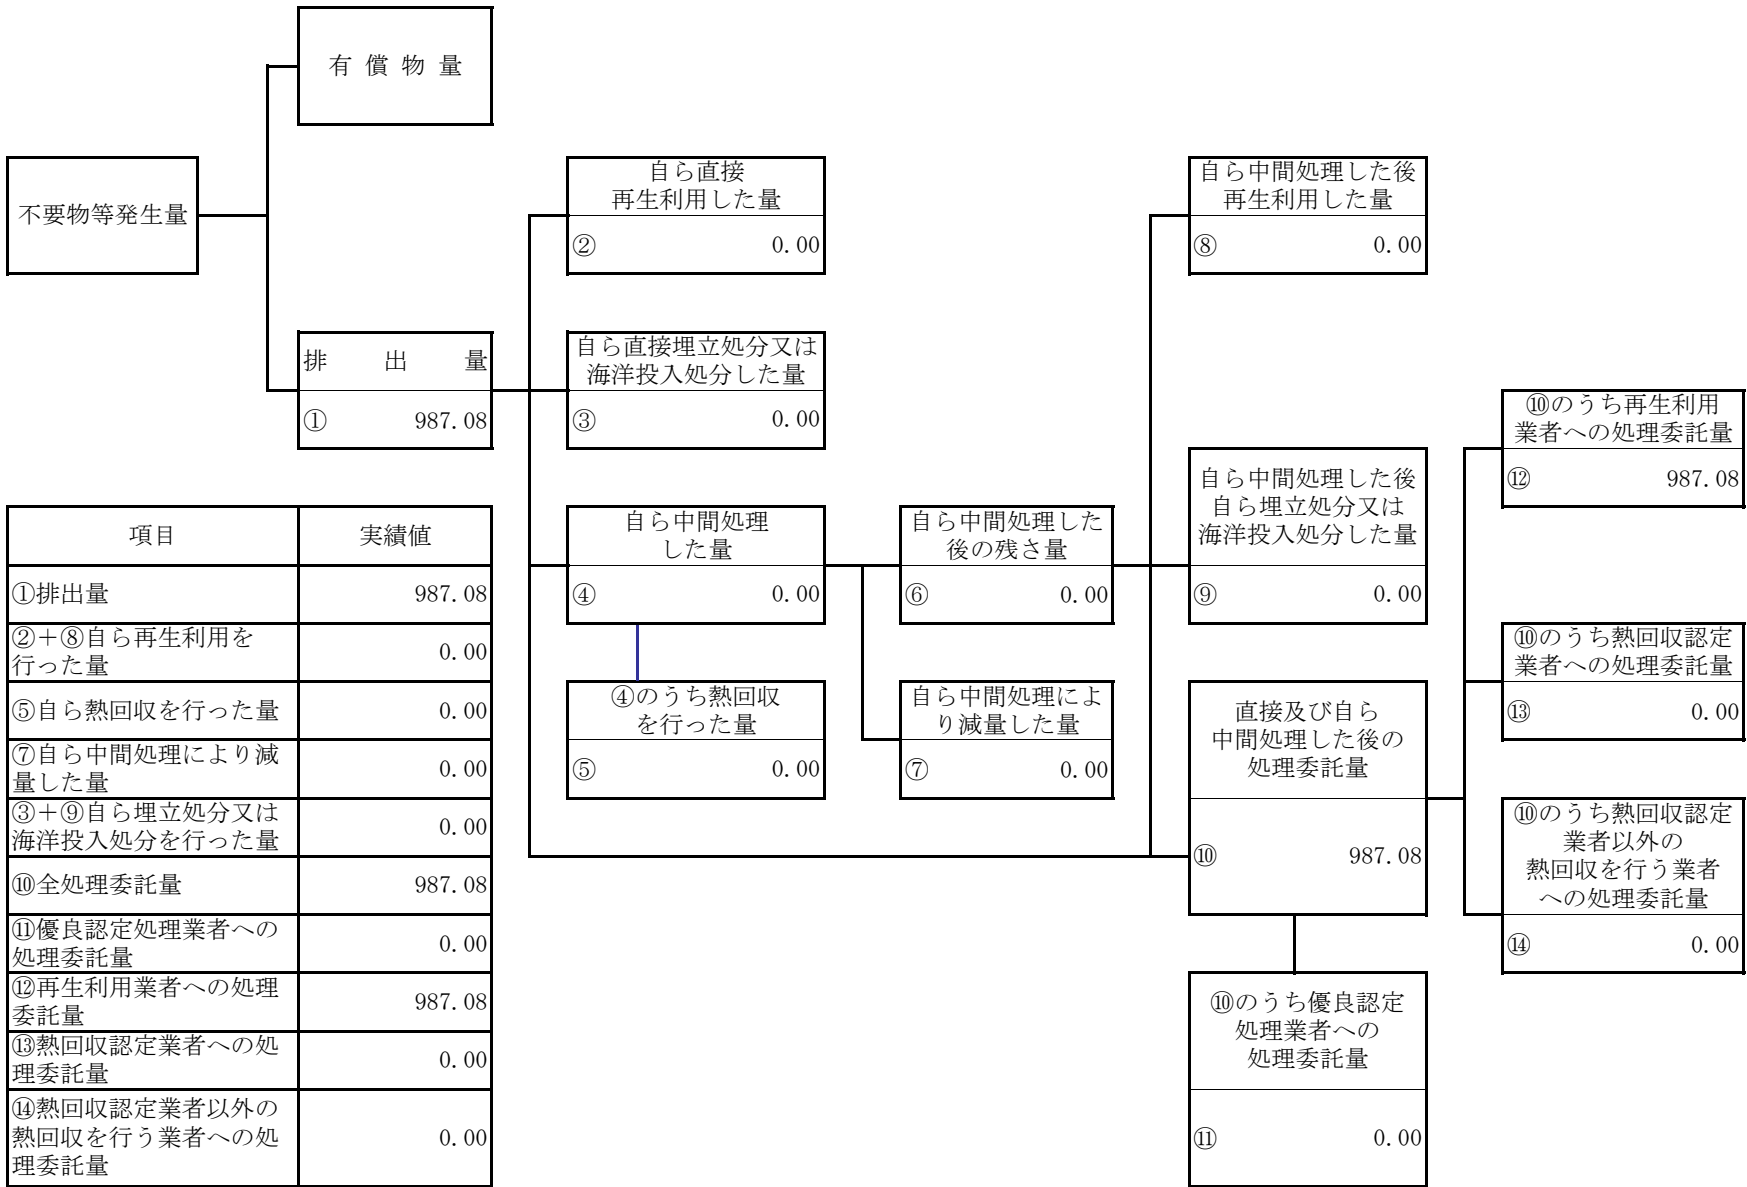 有 償 物 量
不要物等発生量
自ら直接
再生利用した量
② 0.00
自ら中間処理した後
再生利用した量
⑧ 0.00
排 出 量
① 987.08
自ら直接埋立処分又は
海洋投入処分した量
③ 0.00
⑩のうち再生利用
業者への処理委託量
⑫ 987.08
自ら中間処理
した量
④ 0.00
自ら中間処理した
後の残さ量
⑥ 0.00
自ら中間処理した後
自ら埋立処分又は
海洋投入処分した量
⑨ 0.00
⑩のうち熱回収認定
業者への処理委託量
⑬ 0.00
④のうち熱回収
を行った量
⑤ 0.00
自ら中間処理によ
り減量した量
⑦ 0.00
直接及び自ら
中間処理した後の
処理委託量
⑩ 987.08
⑩のうち熱回収認定
業者以外の
熱回収を行う業者
への処理委託量
⑭ 0.00
⑩のうち優良認定
処理業者への
処理委託量
⑪ 0.00
項目 実績値
①排出量 987.08
②＋⑧自ら再生利用を
行った量 0.00
⑤自ら熱回収を行った量 0.00
⑦自ら中間処理により減
量した量 0.00
③＋⑨自ら埋立処分又は
海洋投入処分を行った量 0.00
⑩全処理委託量 987.08
⑪優良認定処理業者への
処理委託量 0.00
⑫再生利用業者への処理
委託量 987.08
⑬熱回収認定業者への処
理委託量 0.00
⑭熱回収認定業者以外の
熱回収を行う業者への処
理委託量 0.00